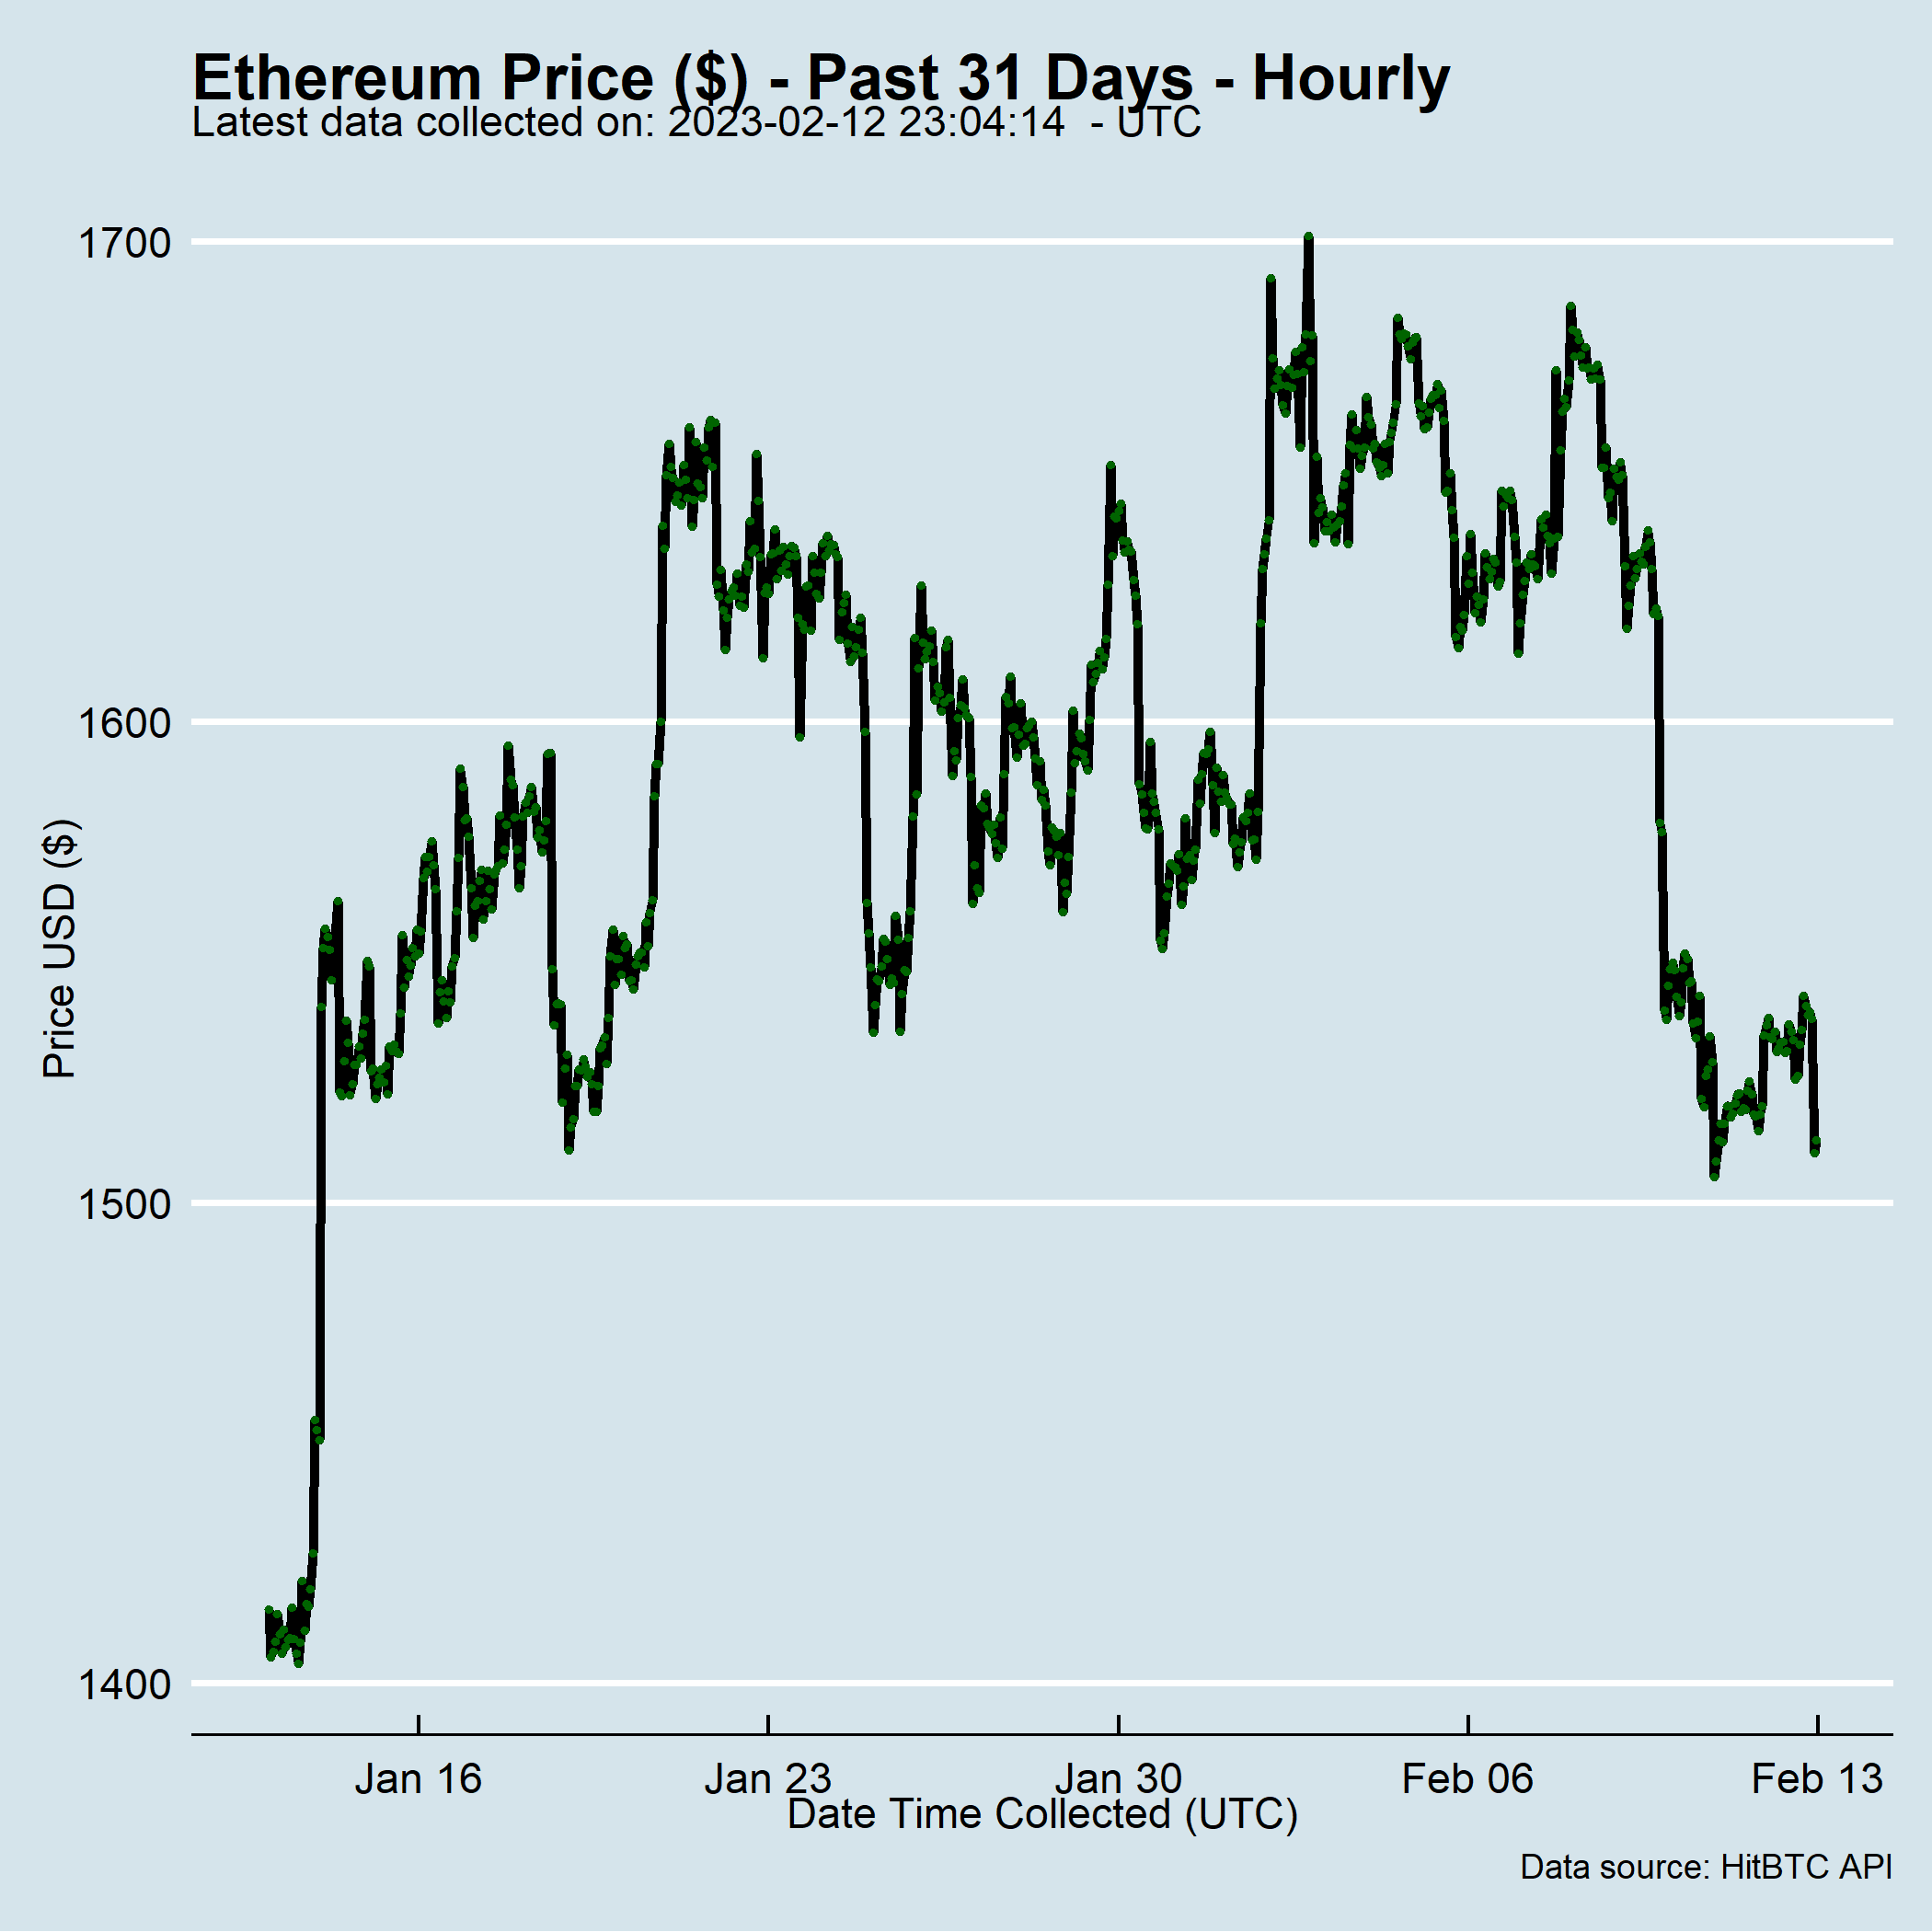 Ethereum Price ($) - Past 31 Days - Hourly
Latest data collected on: 2023-02-12 23:04:14  - UTC
1700
1600
1500
1400
Price USD ($)
Jan 16
Jan 23
Jan 30
Feb 06
Feb 13
Date Time Collected (UTC)
Data source: HitBTC API